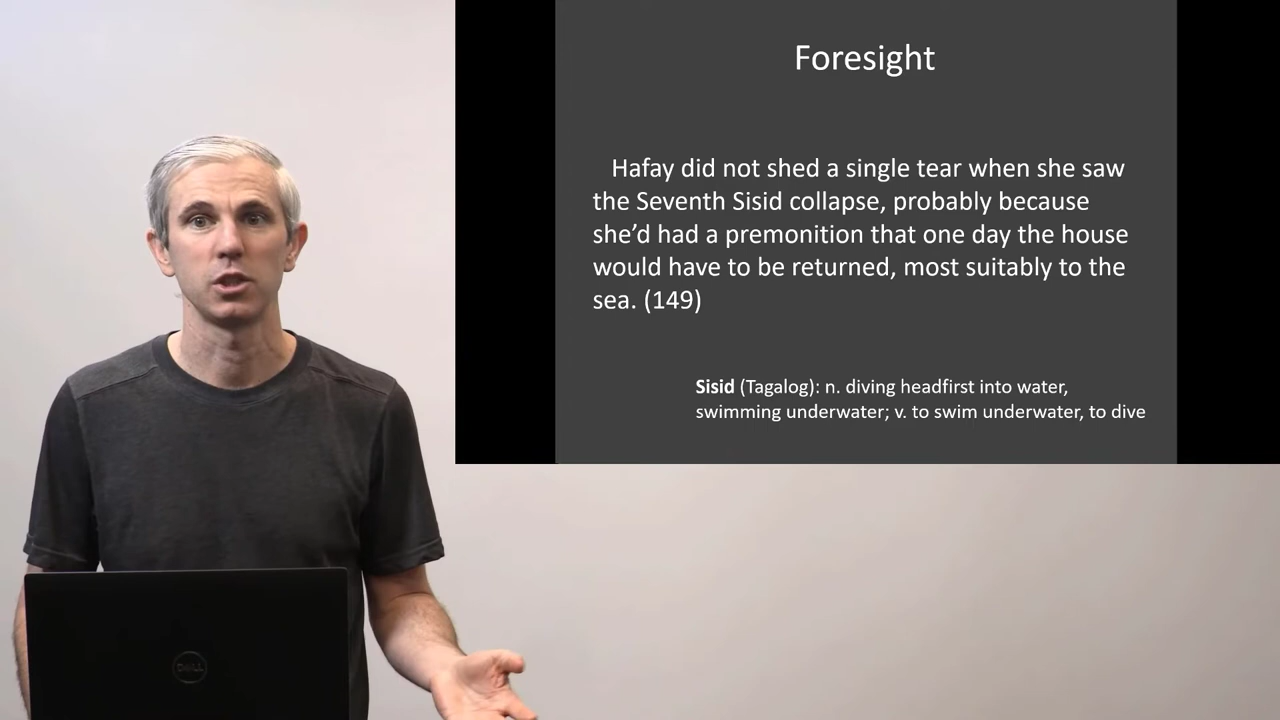 Foresight
Hafay did not shed a single tear when she saw
the Seventh Sisid collapse, probably because
she’d had a premonition that one day the house
would have to be returned, most suitably to the
sea. (149)
Sisid (Tagalog): n. diving headfirst into water,
swimming underwater; v. to swim underwater, to dive
DELL